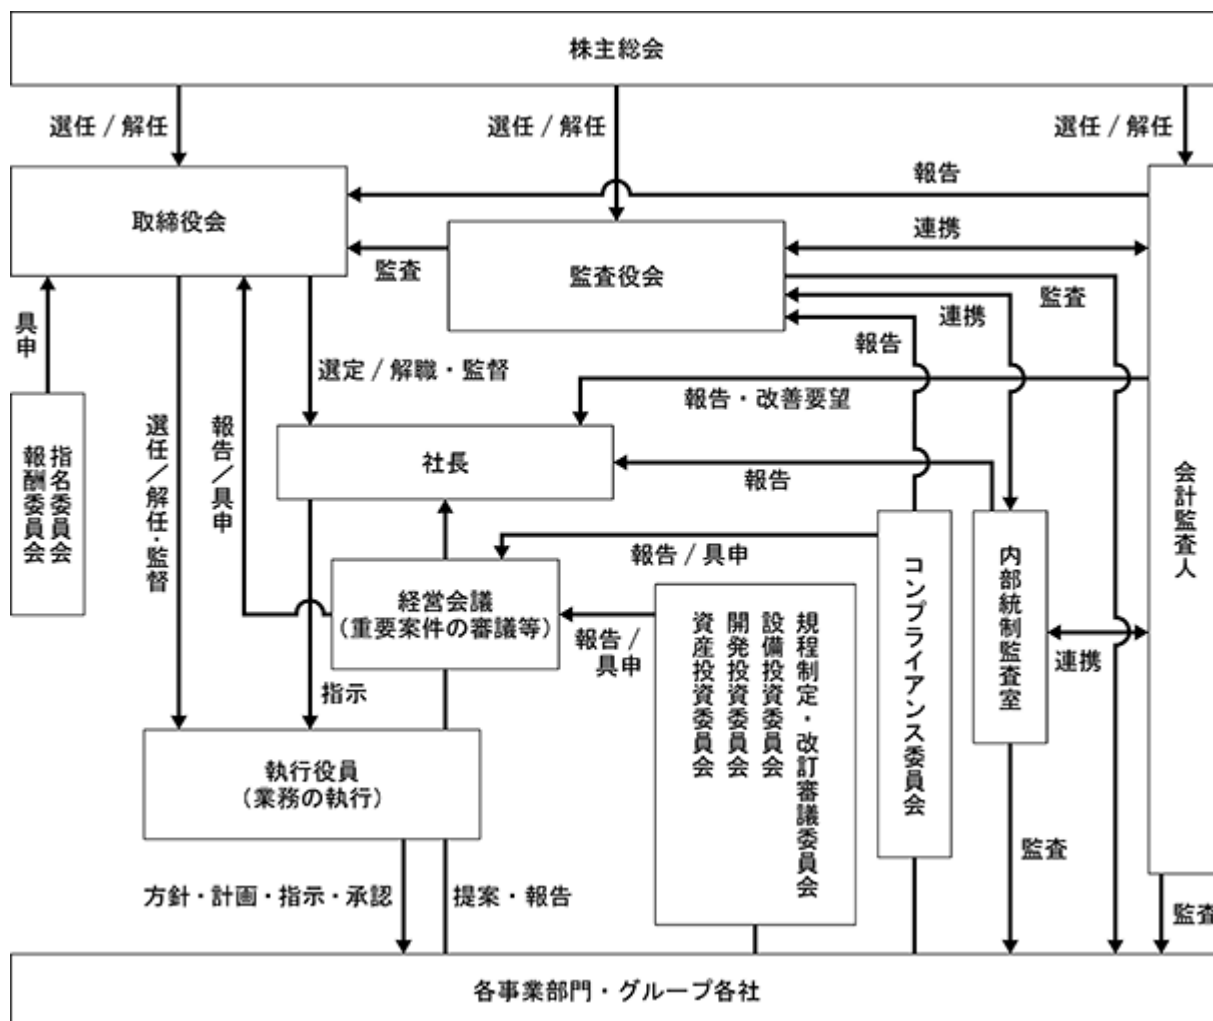 株主総会
選任 / 解任
選任 / 解任
選任 / 解任
取締役会
報告
監査役会
連携
監査
監査
連携
報告
具申
選定 / 解職・監督
報告・改善要望
指名委員会
報酬委員会
選任/解任・監督
報告/具申
社長
報告
会計監査人
報告 / 具申
経営会議
(重要案件の審議等)
報告 /
具申
規程制定・改訂審議委員会
設備投資委員会
開発投資委員会
資産投資委員会
コンプライアンス委員会
内部統制監査室
連携
指示
執行役員
(業務の執行)
監査
方針・計画・指示・承認
提案・報告
監査
各事業部門・グループ各社